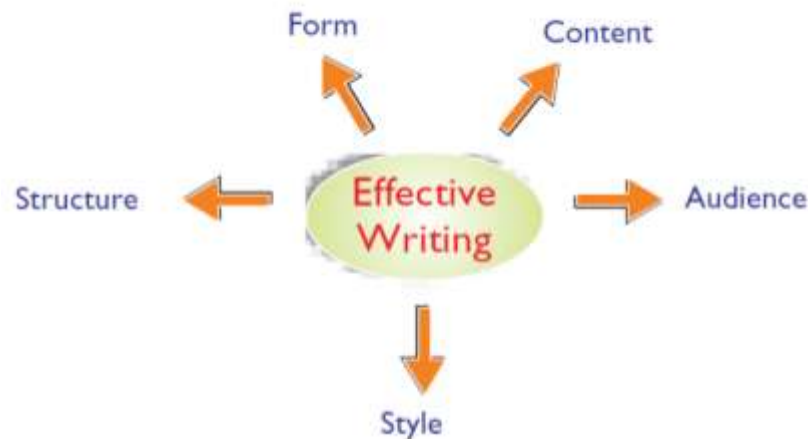 Form
Content
Structure
Effective
Writing
Audience
Style